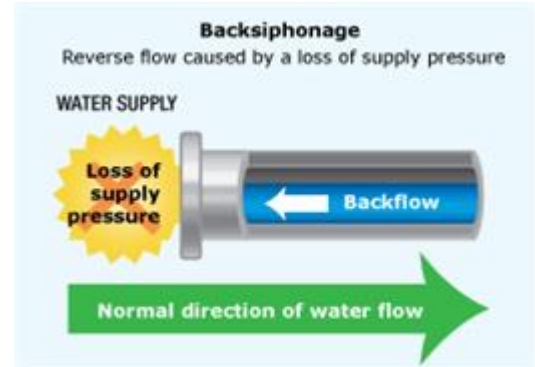 Backsiphonage
Reverse flow caused by a loss of supply pressure
WATER SUPPLY
Loss of
supply
pressure
Backflow
Normal direction of water flow